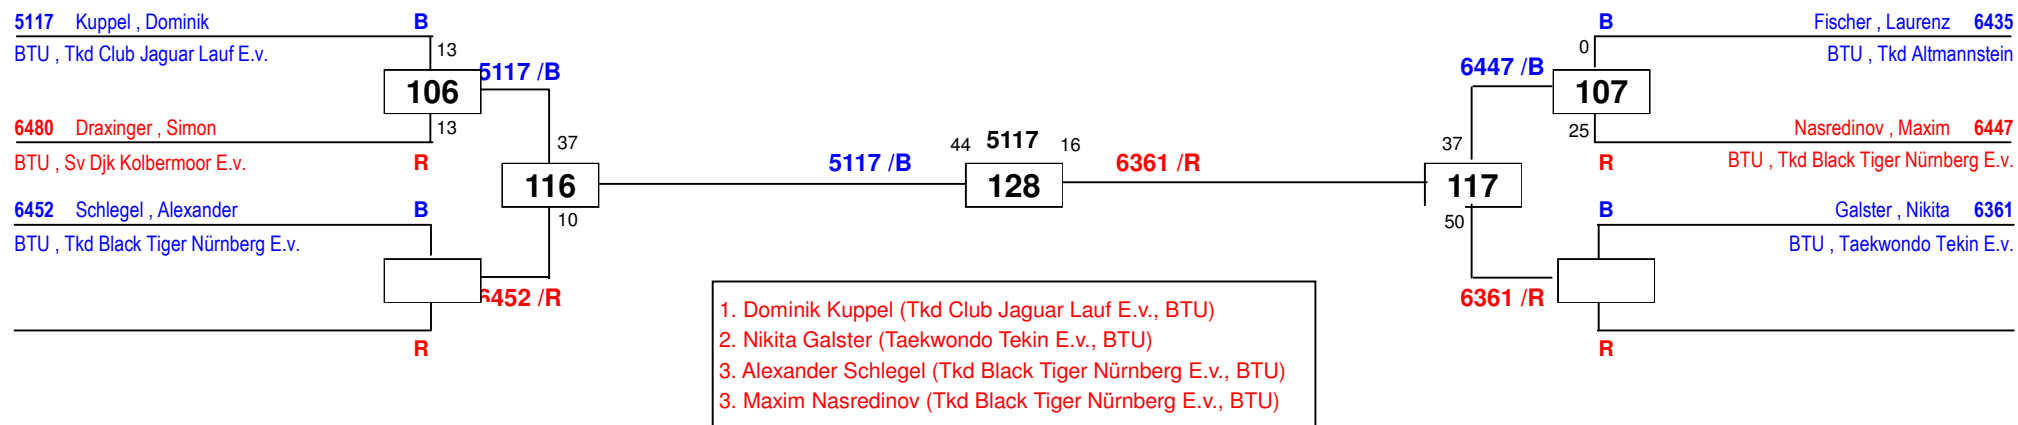 5117 Kuppel , Dominik B
BTU , Tkd Club Jaguar Lauf E.v.
13
5117 /B
106
13
6480 Draxinger , Simon
BTU , Sv Djk Kolbermoor E.v. R
37
116
10
6452 Schlegel , Alexander B
BTU , Tkd Black Tiger Nürnberg E.v.
6452 /R
R
5117 /B
44 5117 16
128
6361 /R
B Fischer , Laurenz 6435
0
BTU , Tkd Altmannstein
6447 /B
107
25
Nasredinov , Maxim 6447
R BTU , Tkd Black Tiger Nürnberg E.v.
37
117
50
B Galster , Nikita 6361
BTU , Taekwondo Tekin E.v.
6361 /R
R
1. Dominik Kuppel (Tkd Club Jaguar Lauf E.v., BTU)
2. Nikita Galster (Taekwondo Tekin E.v., BTU)
3. Alexander Schlegel (Tkd Black Tiger Nürnberg E.v., BTU)
3. Maxim Nasredinov (Tkd Black Tiger Nürnberg E.v., BTU)